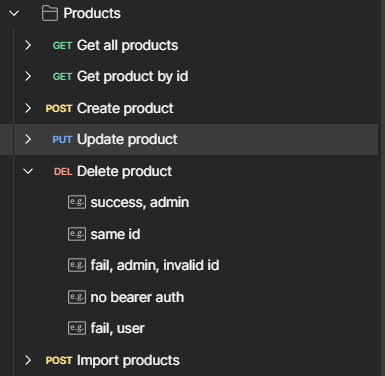 Products
GET Get all products
GET Get product by id
POST Create product
PUT Update product
DEL Delete product
e.g. success, admin
e.g. same id
e.g. fail, admin, invalid id
e.g. no bearer auth
e.g. fail, user
POST Import products